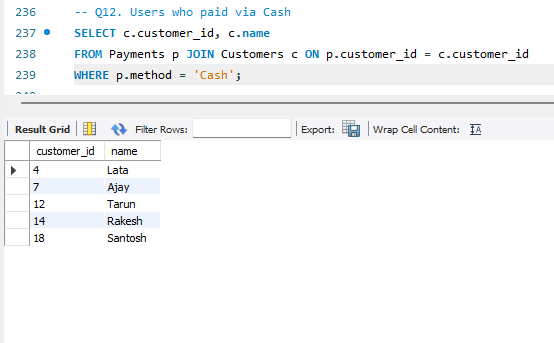 236 -- Q12. Users who paid via Cash
237 SELECT c.customer_id, c.name
238 FROM Payments p JOIN Customers c ON p.customer_id = c.customer_id
239 WHERE p.method = 'Cash';
Result Grid Filter Rows: Export: Wrap Cell Content: IA
customer_id name
4 Lata
7 Ajay
12 Tarun
14 Rakesh
18 Santosh